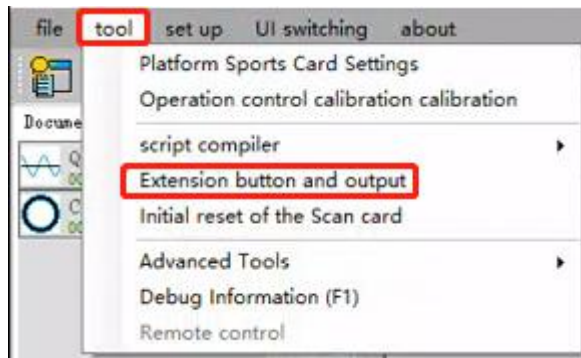 file tool set up UI switching about
Platform Sports Card Settings
Operation control calibration calibration
Docume
script compiler
Q
Extension button and output
C
Initial reset of the Scan card
Advanced Tools
Debug Information (F1)
Remote control